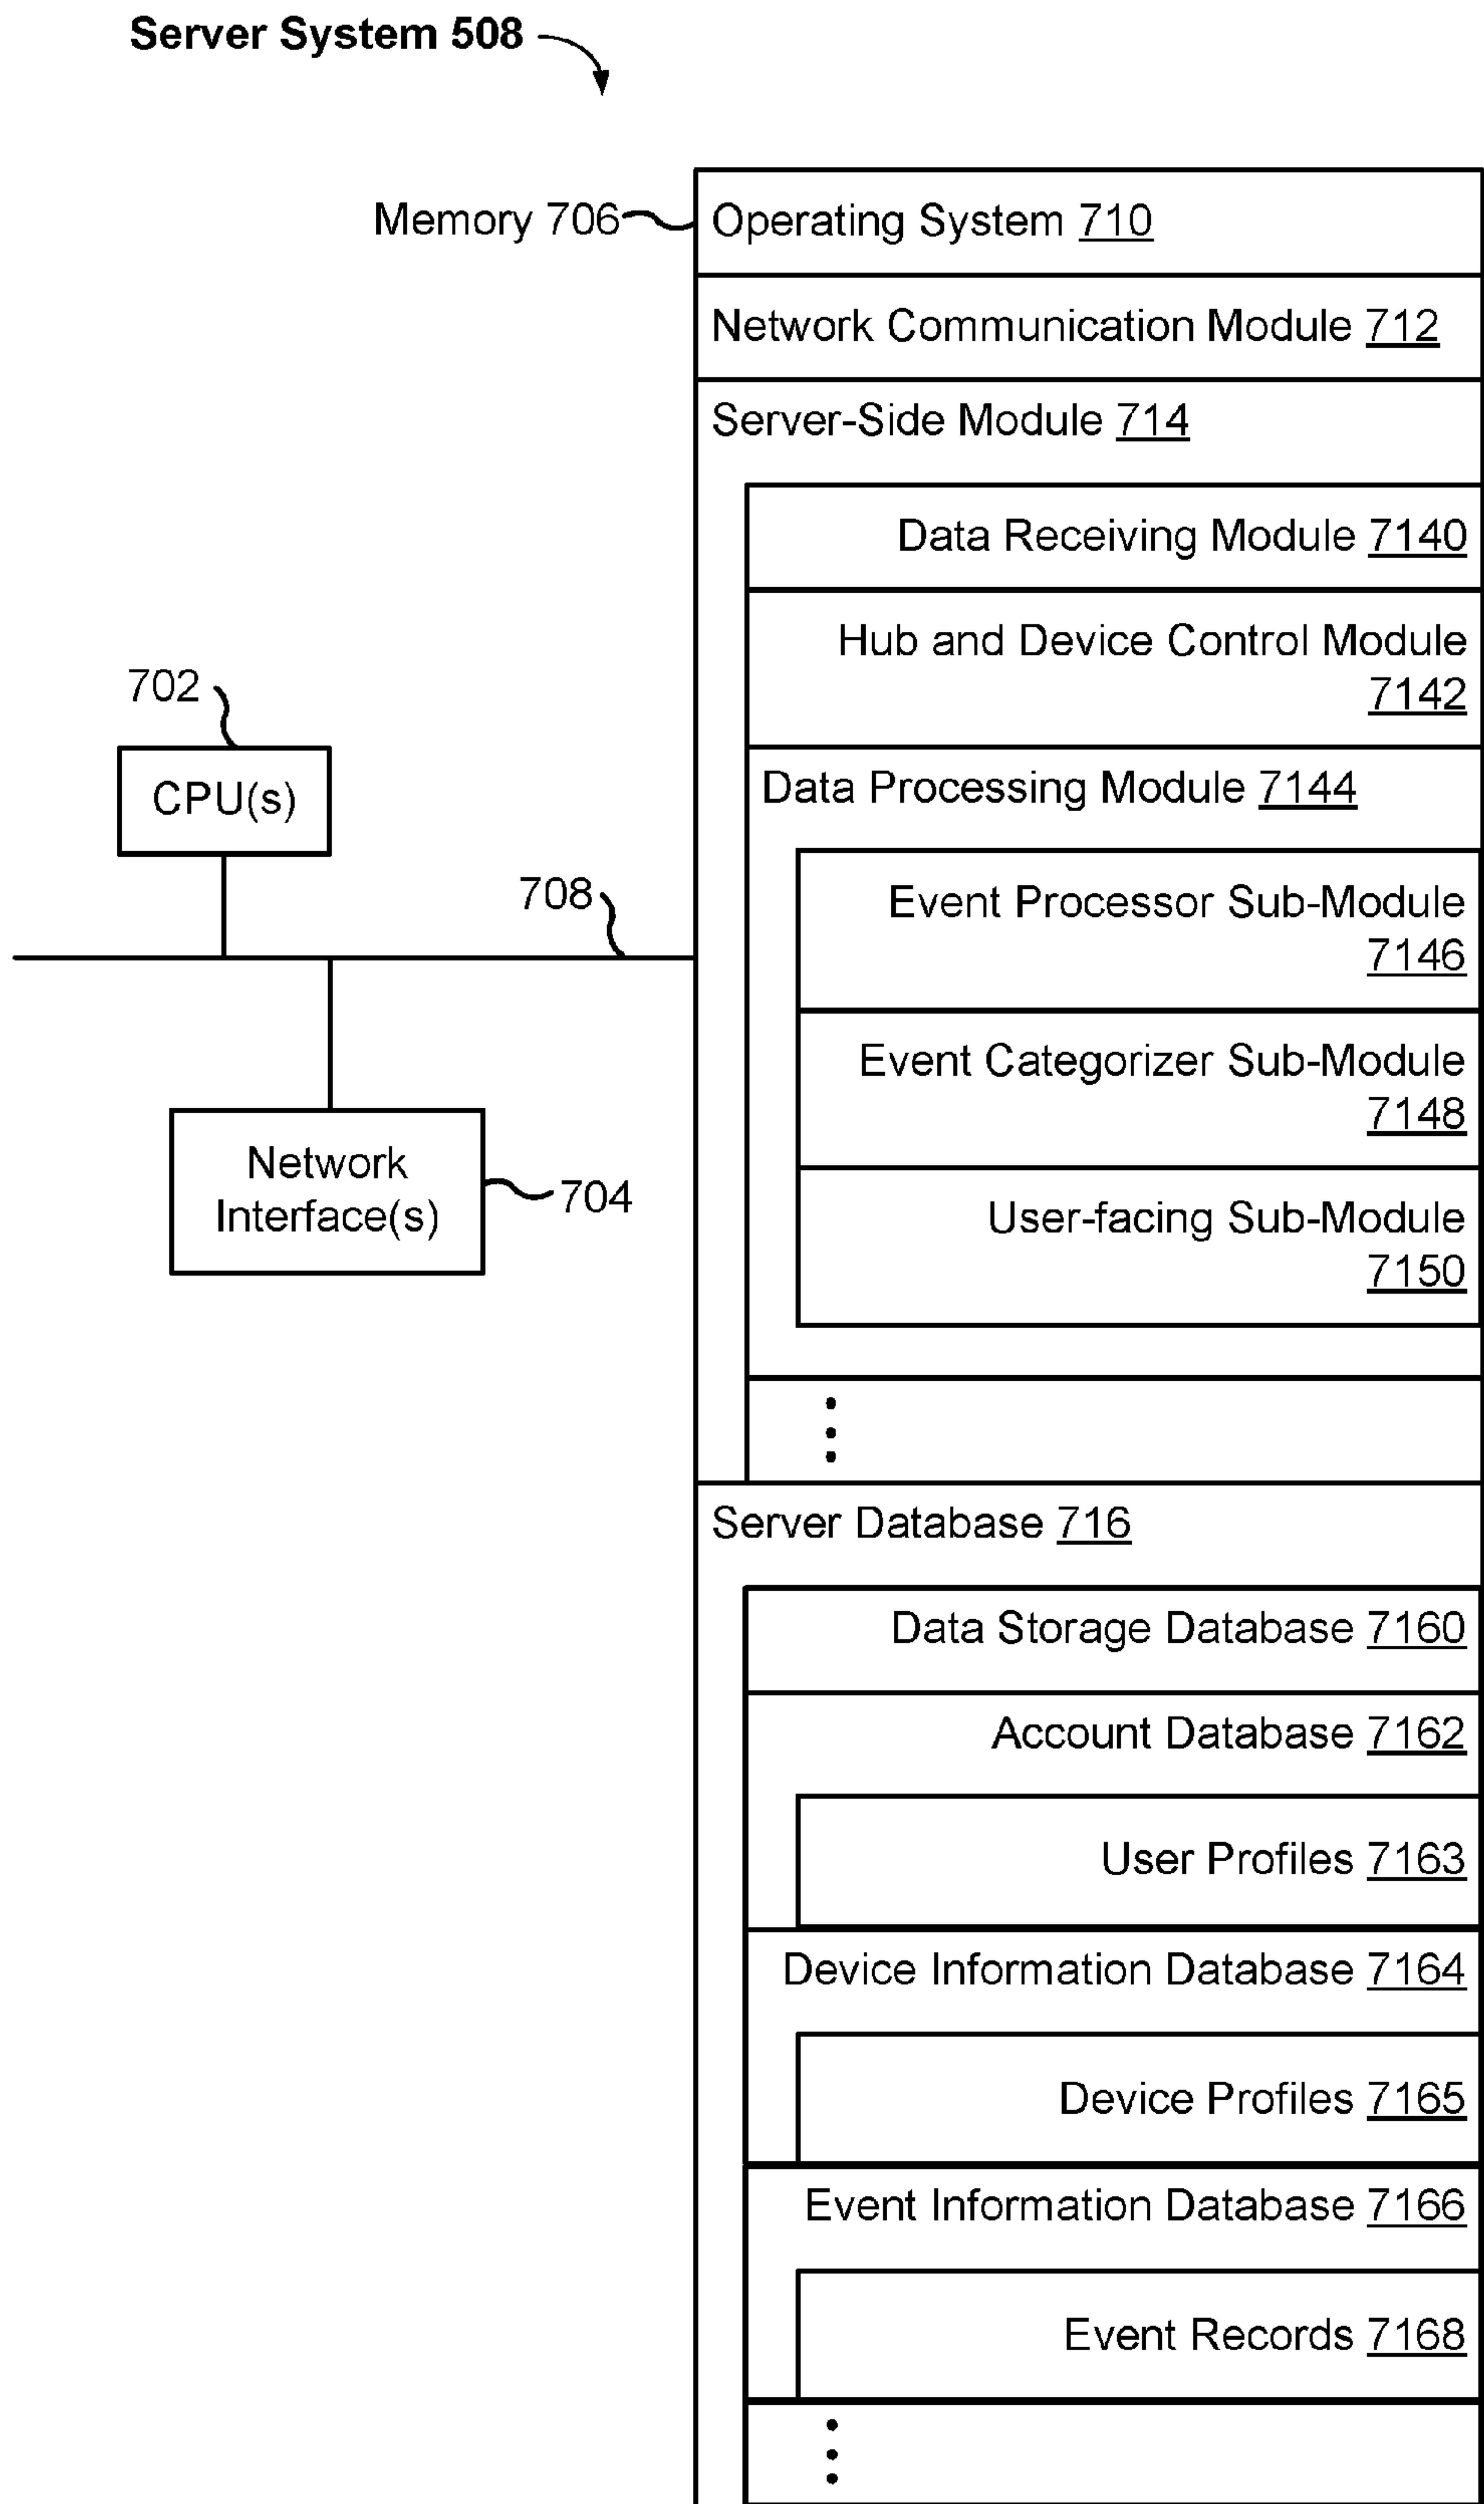 Server System 508
Memory 706
Operating System 710
Network Communication Module 712
Server-Side Module 714
Data Receiving Module 7140
Hub and Device Control Module
7142
702
CPU(s)
Data Processing Module 7144
708
Event Processor Sub-Module
7146
Event Categorizer Sub-Module
7148
Network
Interface(s)
704
User-facing Sub-Module
7150
Server Database 716
Data Storage Database 7160
Account Database 7162
User Profiles 7163
Device Information Database 7164
Device Profiles 7165
Event Information Database 7166
Event Records 7168